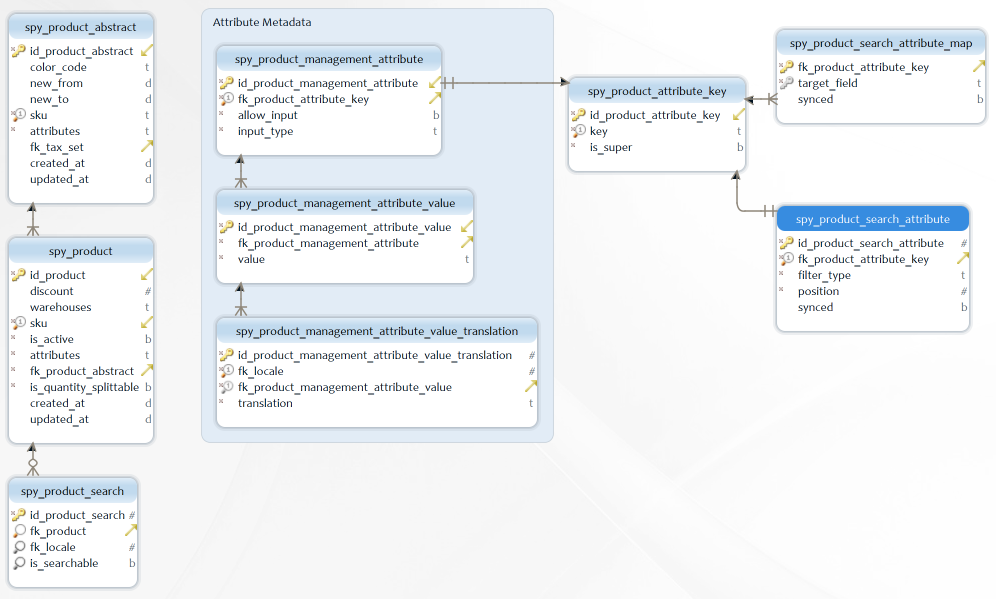 spy_product_abstract
id_product_abstract
color_code t
new_from d
new_to d
sku t
attributes t
fk_tax_set
created_at d
updated_at d
spy_product
id_product
discount #
warehouses t
sku
is_active b
attributes t
fk_product_abstract
is_quantity_splittable b
created_at d
updated_at d
spy_product_search
id_product_search #
fk_product
fk_locale #
is_searchable b
Attribute Metadata
spy_product_management_attribute
id_product_management_attribute
fk_product_attribute_key
allow_input b
input_type t
spy_product_management_attribute_value
id_product_management_attribute_value
fk_product_management_attribute
value t
spy_product_management_attribute_value_translation
id_product_management_attribute_value_translation #
fk_locale #
fk_product_management_attribute_value
translation t
spy_product_attribute_key
id_product_attribute_key
key t
is_super b
spy_product_search_attribute_map
fk_product_attribute_key
target_field t
synced b
spy_product_search_attribute
id_product_search_attribute #
fk_product_attribute_key
filter_type t
position #
synced b